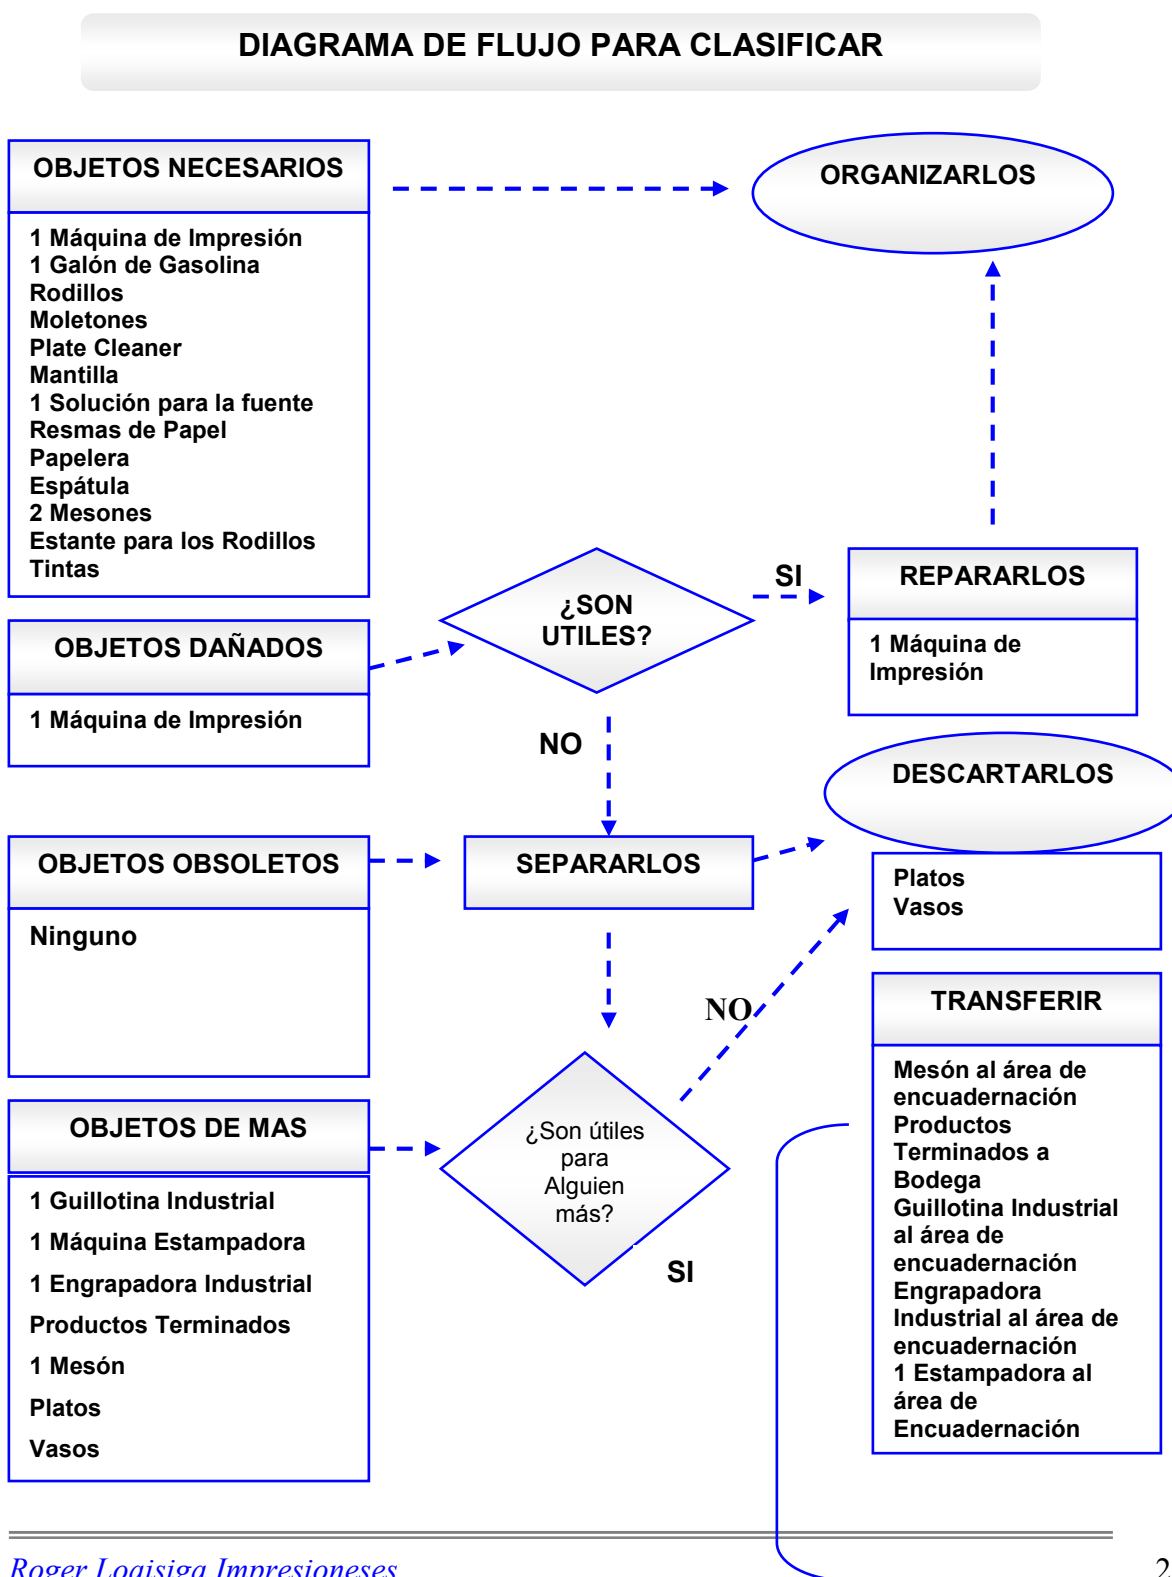 DIAGRAMA DE FLUJO PARA CLASIFICAR
OBJETOS NECESARIOS
1 Máquina de Impresión
1 Galón de Gasolina
Rodillos
Moletones
Plate Cleaner
Mantilla
1 Solución para la fuente
Resmas de Papel
Papelera
Espátula
2 Mesones
Estante para los Rodillos
Tintas
ORGANIZARLOS
OBJETOS DAÑADOS
1 Máquina de Impresión
¿SON
UTILES?
SI
REPARARLOS
1 Máquina de
Impresión
NO
OBJETOS OBSOLETOS
Ninguno
SEPARARLOS
DESCARTARLOS
Platos
Vasos
NO
OBJETOS DE MAS
1 Guillotina Industrial
1 Máquina Estampadora
1 Engrapadora Industrial
Productos Terminados
1 Mesón
Platos
Vasos
¿Son útiles
para
Alguien
más?
SI
TRANSFERIR
Mesón al área de
encuadernación
Productos
Terminados a
Bodega
Guillotina Industrial
al área de
encuadernación
Engrapadora
Industrial al área de
encuadernación
1 Estampadora al
área de
Encuadernación
Roger Loaisiga Impresioneses
2